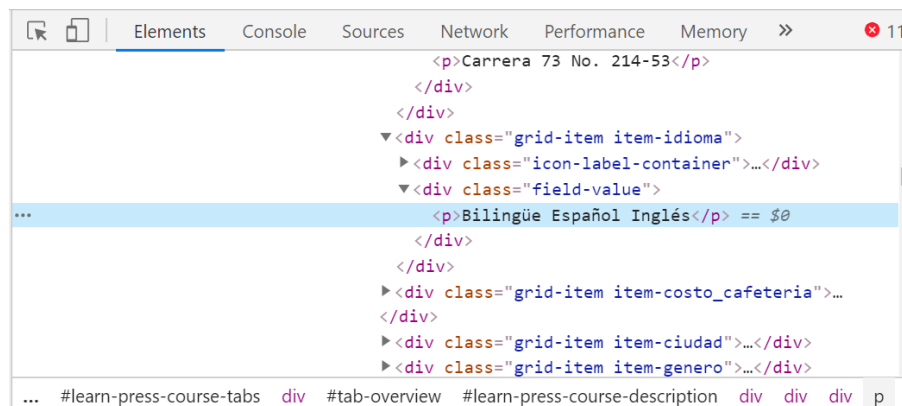 Elements Console Sources Network Performance Memory » 11
<p>Carrera 73 No. 214-53</p>
</div>
</div>
▼<div class="grid-item item-idioma">
▶<div class="icon-label-container">…</div>
▼<div class="field-value">
... <p>Bilingüe Español Inglés</p> == $0
</div>
</div>
▶<div class="grid-item item-costo_cafeteria">…
</div>
▶<div class="grid-item item-ciudad">…</div>
▶<div class="grid-item item-genero">…</div>
... #learn-press-course-tabs div #tab-overview #learn-press-course-description div div div p